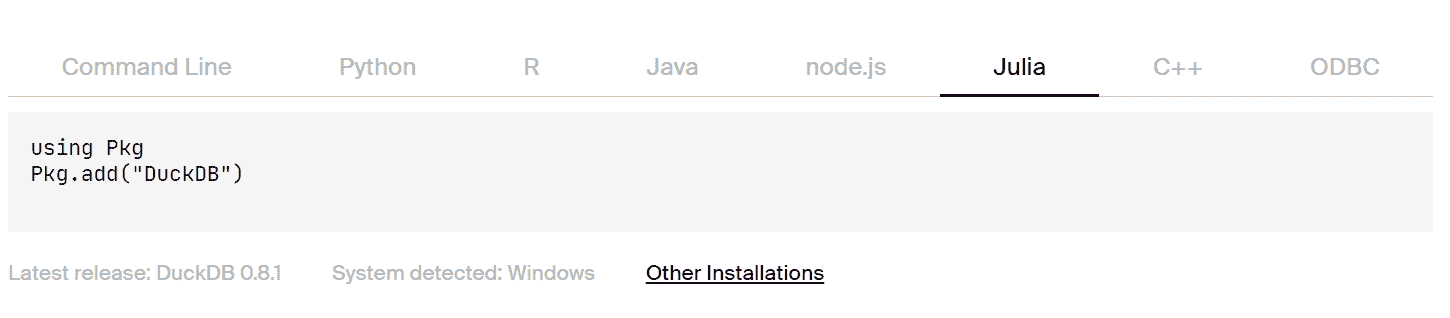 Command Line Python R Java node.js Julia C++ ODBC
using Pkg
Pkg.add("DuckDB")
Latest release: DuckDB 0.8.1 System detected: Windows Other Installations